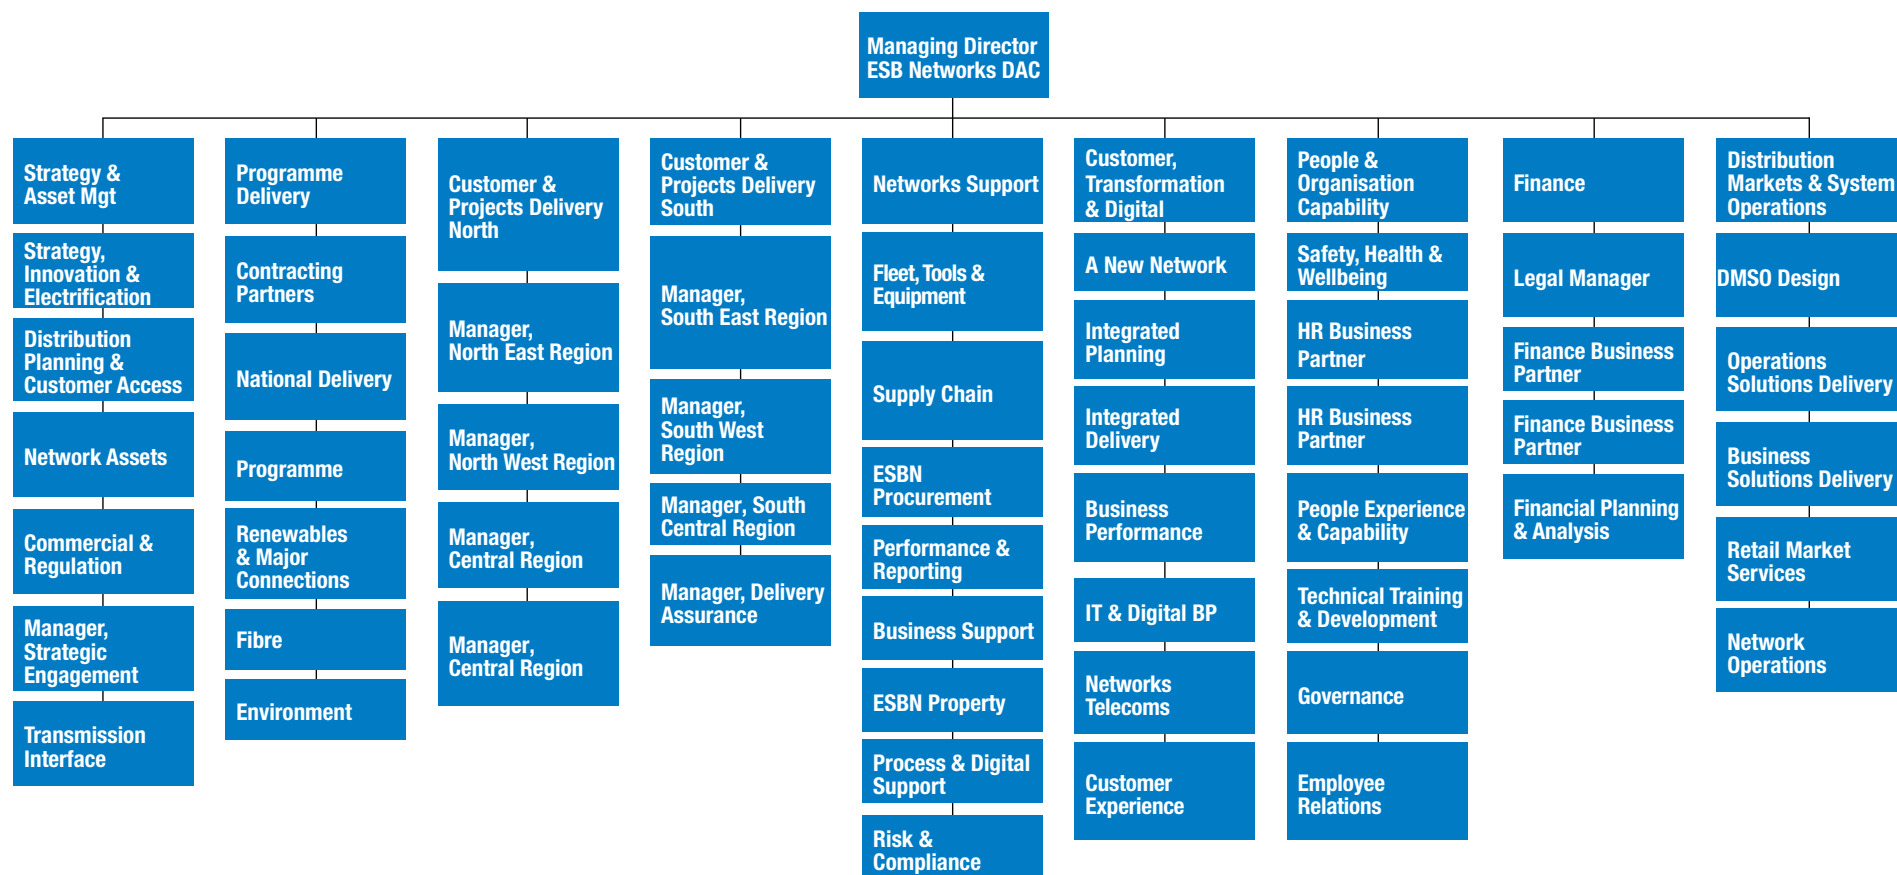 Managing Director
ESB Networks DAC
Strategy &
Asset Mgt
Strategy,
Innovation &
Electrification
Distribution
Planning &
Customer Access
Network Assets
Commercial &
Regulation
Manager,
Strategic
Engagement
Transmission
Interface
Programme
Delivery
Contracting
Partners
National Delivery
Programme
Renewables
& Major
Connections
Fibre
Environment
Customer &
Projects Delivery
North
Manager,
North East Region
Manager,
North West Region
Manager,
Central Region
Manager,
Central Region
Customer &
Projects Delivery
South
Manager,
South East Region
Manager,
South West
Region
Manager, South
Central Region
Manager, Delivery
Assurance
Networks Support
Fleet, Tools &
Equipment
Supply Chain
ESBN
Procurement
Performance &
Reporting
Business Support
ESBN Property
Process & Digital
Support
Risk &
Compliance
Customer,
Transformation
& Digital
A New Network
Integrated
Planning
Integrated
Delivery
Business
Performance
IT & Digital BP
Networks
Telecoms
Customer
Experience
People &
Organisation
Capability
Safety, Health &
Wellbeing
HR Business
Partner
HR Business
Partner
People Experience
& Capability
Technical Training
& Development
Governance
Employee
Relations
Finance
Legal Manager
Finance Business
Partner
Finance Business
Partner
Financial Planning
& Analysis
Distribution
Markets & System
Operations
DMSO Design
Operations
Solutions Delivery
Business
Solutions Delivery
Retail Market
Services
Network
Operations